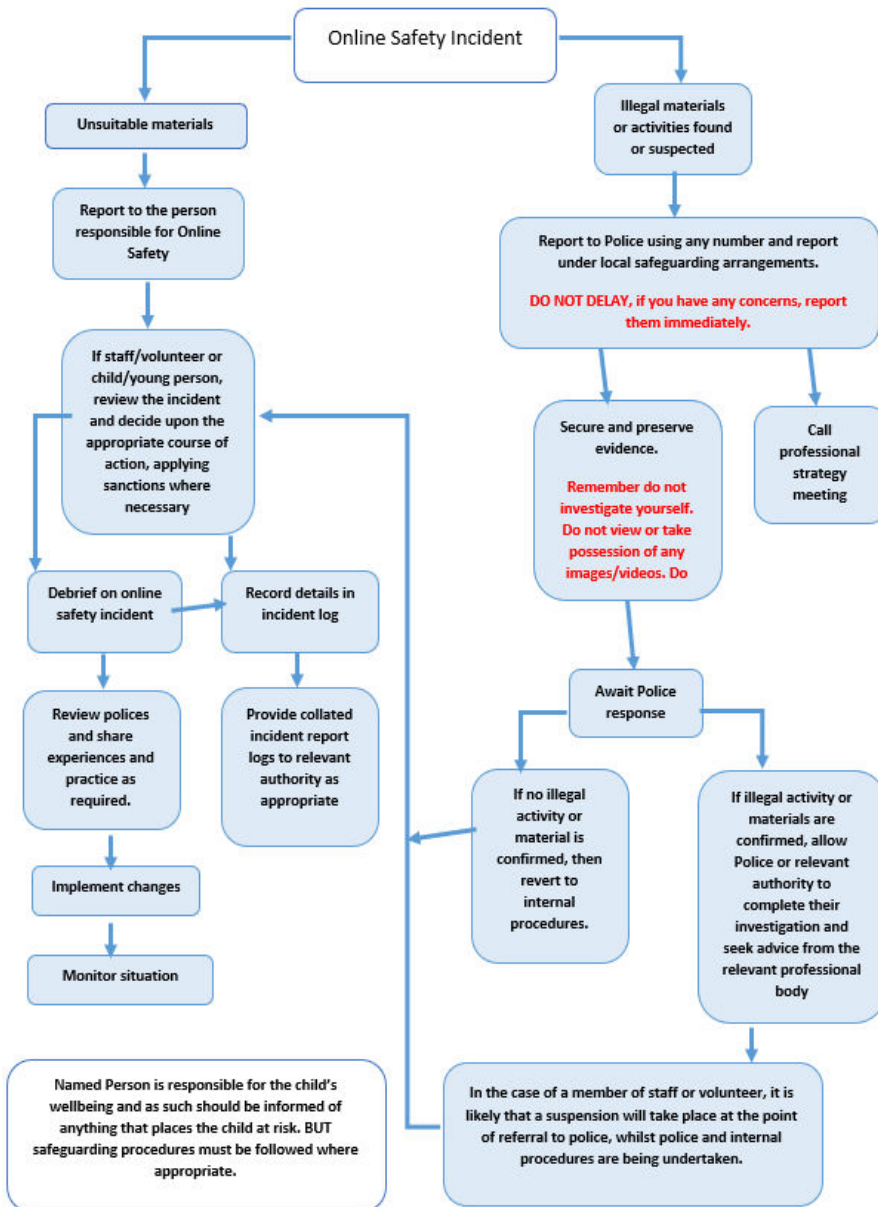 Online Safety Incident
Unsuitable materials
Illegal materials
or activities found
or suspected
Report to the person
responsible for Online
Safety
Report to Police using any number and report
under local safeguarding arrangements.
DO NOT DELAY, if you have any concerns, report
them immediately.
If staff/volunteer or
child/young person,
review the incident
and decide upon the
appropriate course of
action, applying
sanctions where
necessary
Secure and preserve
evidence.
Remember do not
investigate yourself.
Do not view or take
possession of any
images/videos. Do
Call
professional
strategy
meeting
Debrief on online
safety incident
Record details in
incident log
Review polices
and share
experiences and
practice as
required.
Provide collated
incident report
logs to relevant
authority as
appropriate
Await Police
response
If no illegal
activity or
material is
confirmed, then
revert to
internal
procedures.
If illegal activity or
materials are
confirmed, allow
Police or relevant
authority to
complete their
investigation and
seek advice from the
relevant professional
body
Implement changes
Monitor situation
Named Person is responsible for the child's
wellbeing and as such should be informed of
anything that places the child at risk. BUT
safeguarding procedures must be followed where
appropriate.
In the case of a member of staff or volunteer, it is
likely that a suspension will take place at the point
of referral to police, whilst police and internal
procedures are being undertaken.